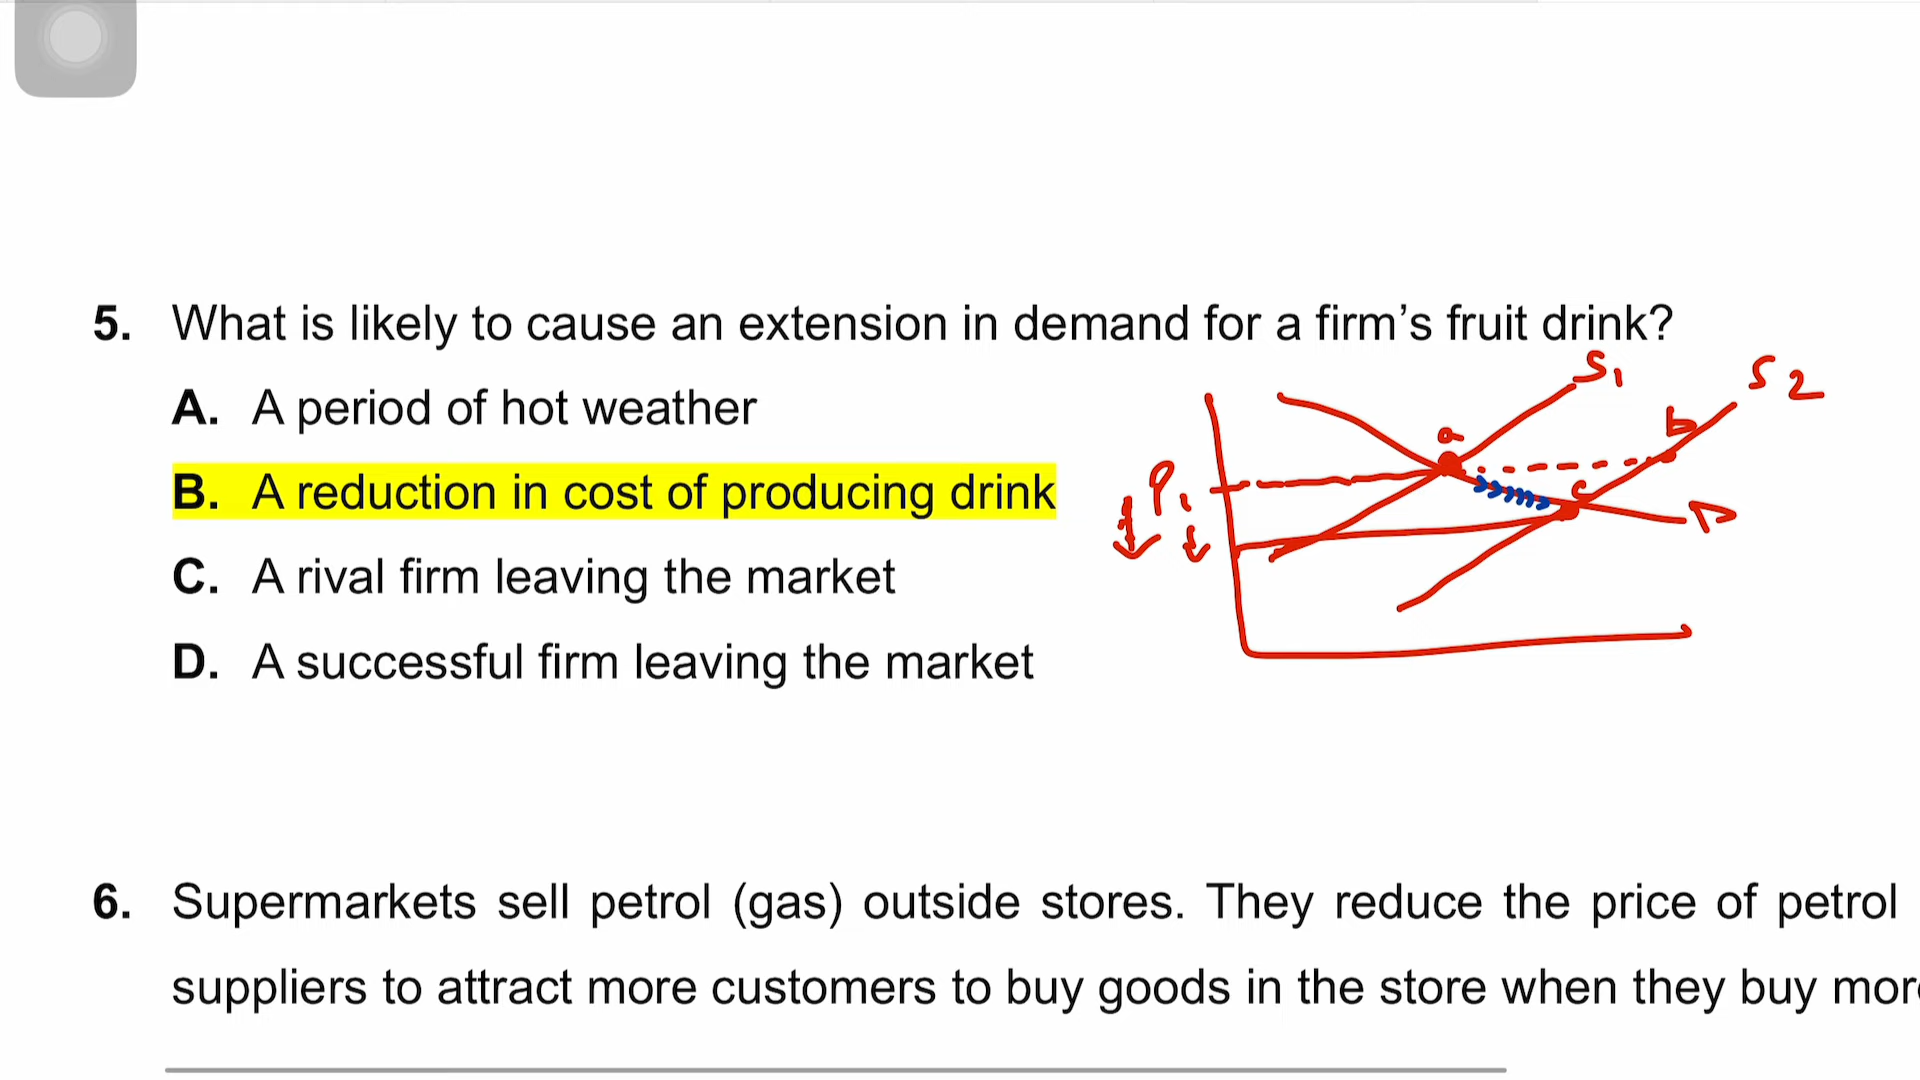 5. What is likely to cause an extension in demand for a firm’s fruit drink?
A. A period of hot weather
B. A reduction in cost of producing drink
C. A rival firm leaving the market
D. A successful firm leaving the market
S1
S2
a
b
P1
c
D
6. Supermarkets sell petrol (gas) outside stores. They reduce the price of petrol
suppliers to attract more customers to buy goods in the store when they buy more